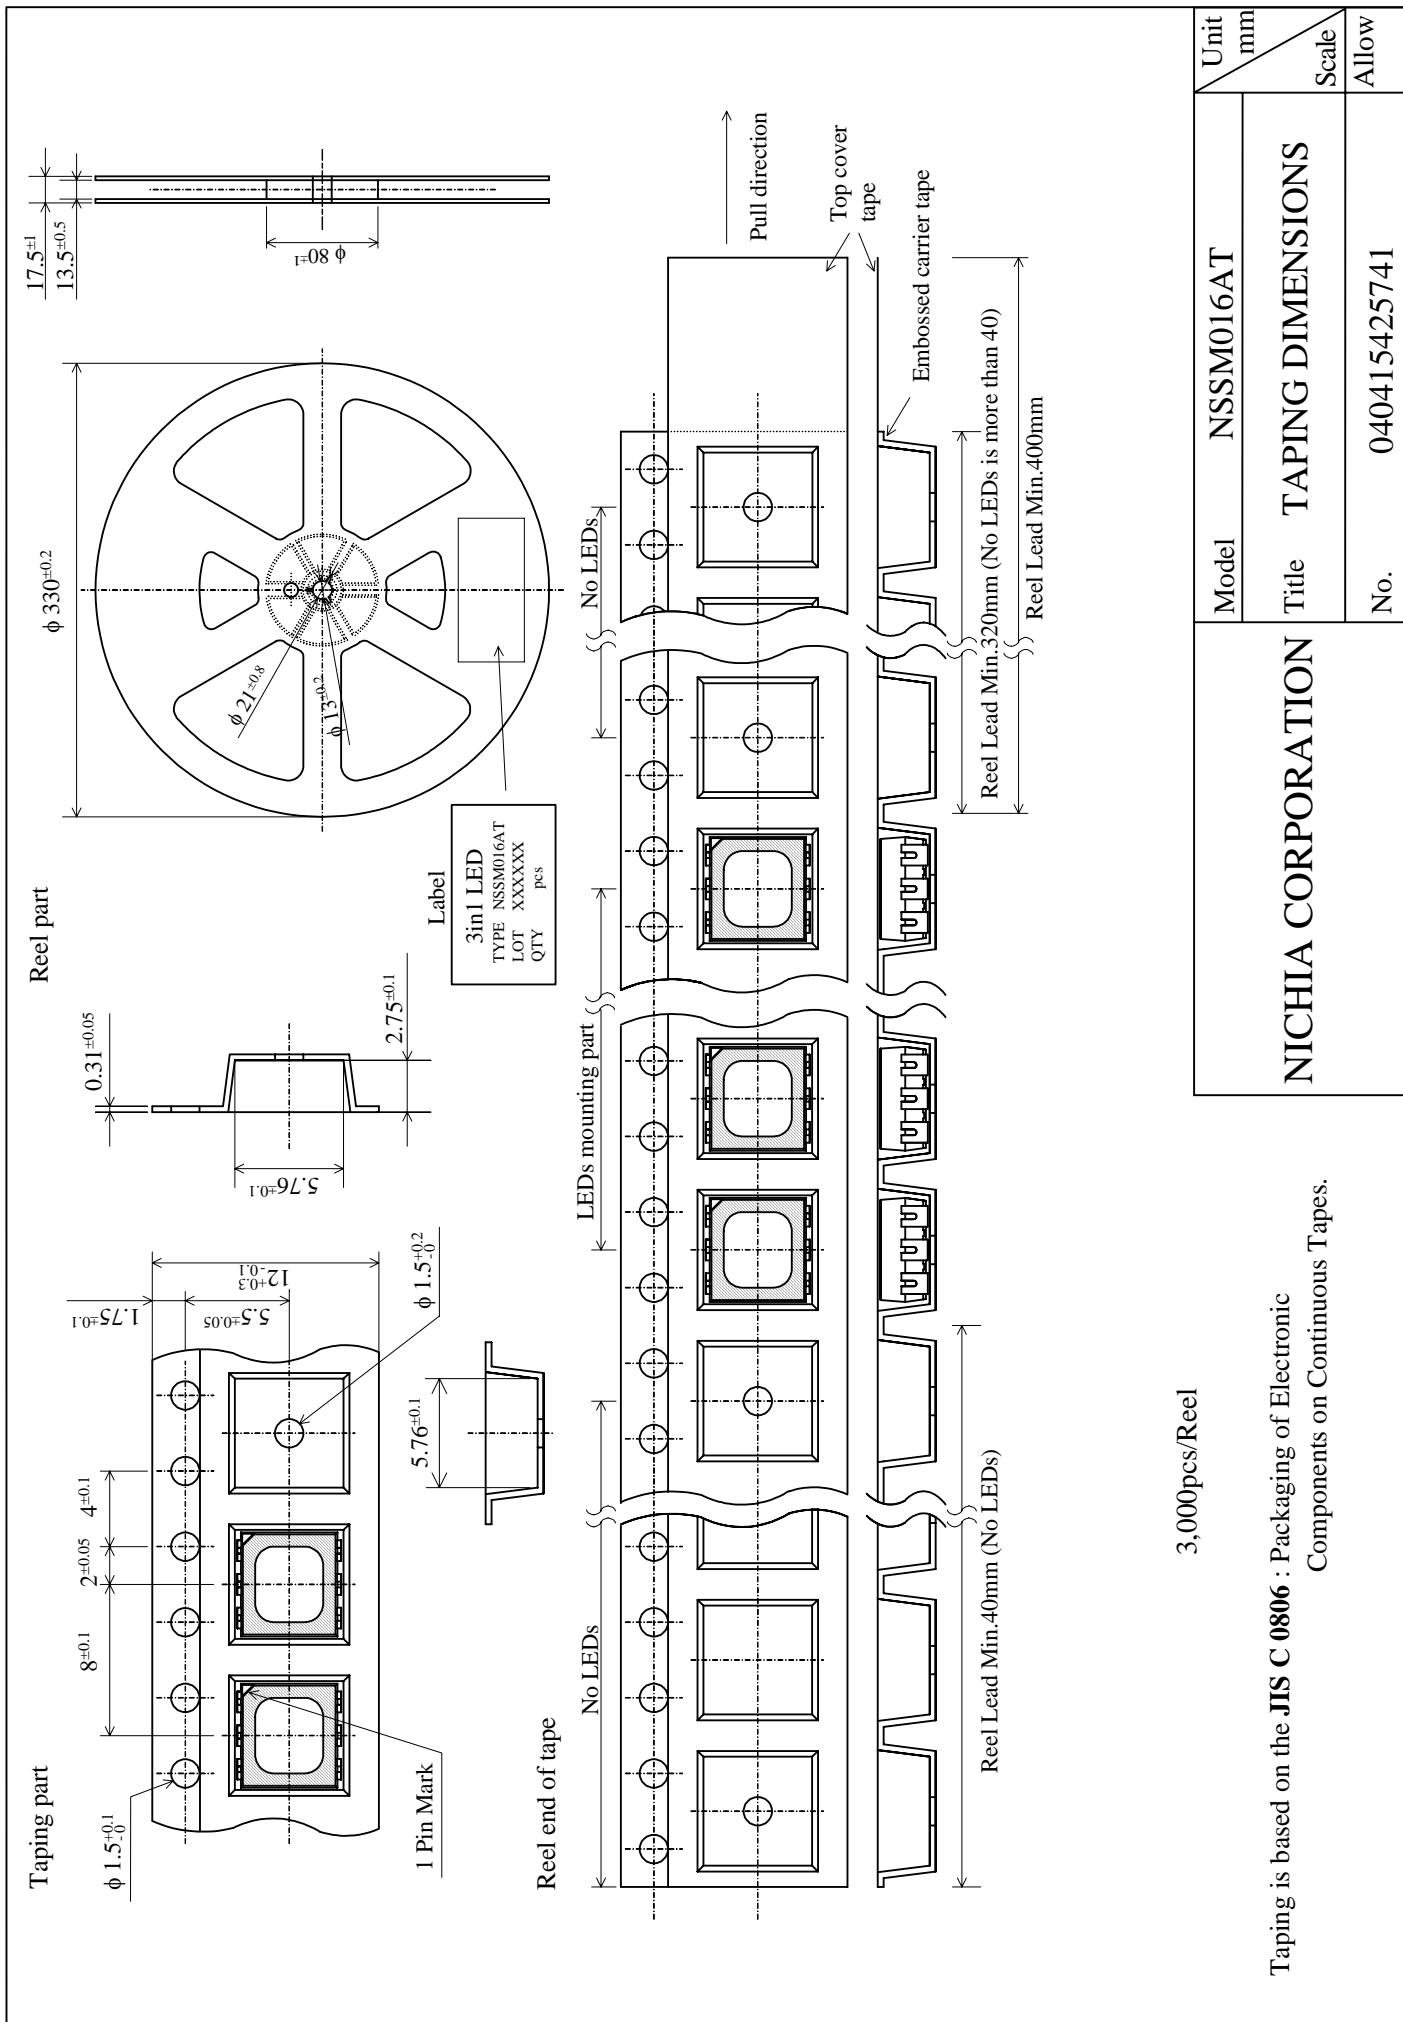 Taping part
φ 1.5+0.1 -0
8±0.1
2±0.05
4±0.1
1.75±0.1
5.5±0.05
12+0.3 -0.1
1 Pin Mark
φ 1.5+0.2 -0
5.76±0.1
5.76±0.1
0.31±0.05
2.75±0.1
Reel part
φ 330±0.2
φ 21±0.8
φ 13±0.2
17.5±1
13.5±0.5
φ 80±1
Label
3in1 LED
TYPE NSSM016AT
LOT XXXXXX
QTY pcs
Reel end of tape
No LEDs
LEDs mounting part
No LEDs
Pull direction
Top cover
tape
Embossed carrier tape
Reel Lead Min.40mm (No LEDs)
Reel Lead Min.320mm (No LEDs is more than 40)
Reel Lead Min.400mm
3,000pcs/Reel
Taping is based on the JIS C 0806 : Packaging of Electronic
Components on Continuous Tapes.
NICHIA CORPORATION
Model NSSM016AT
Title TAPING DIMENSIONS
No. 040415425741
Unit
mm
Scale
Allow